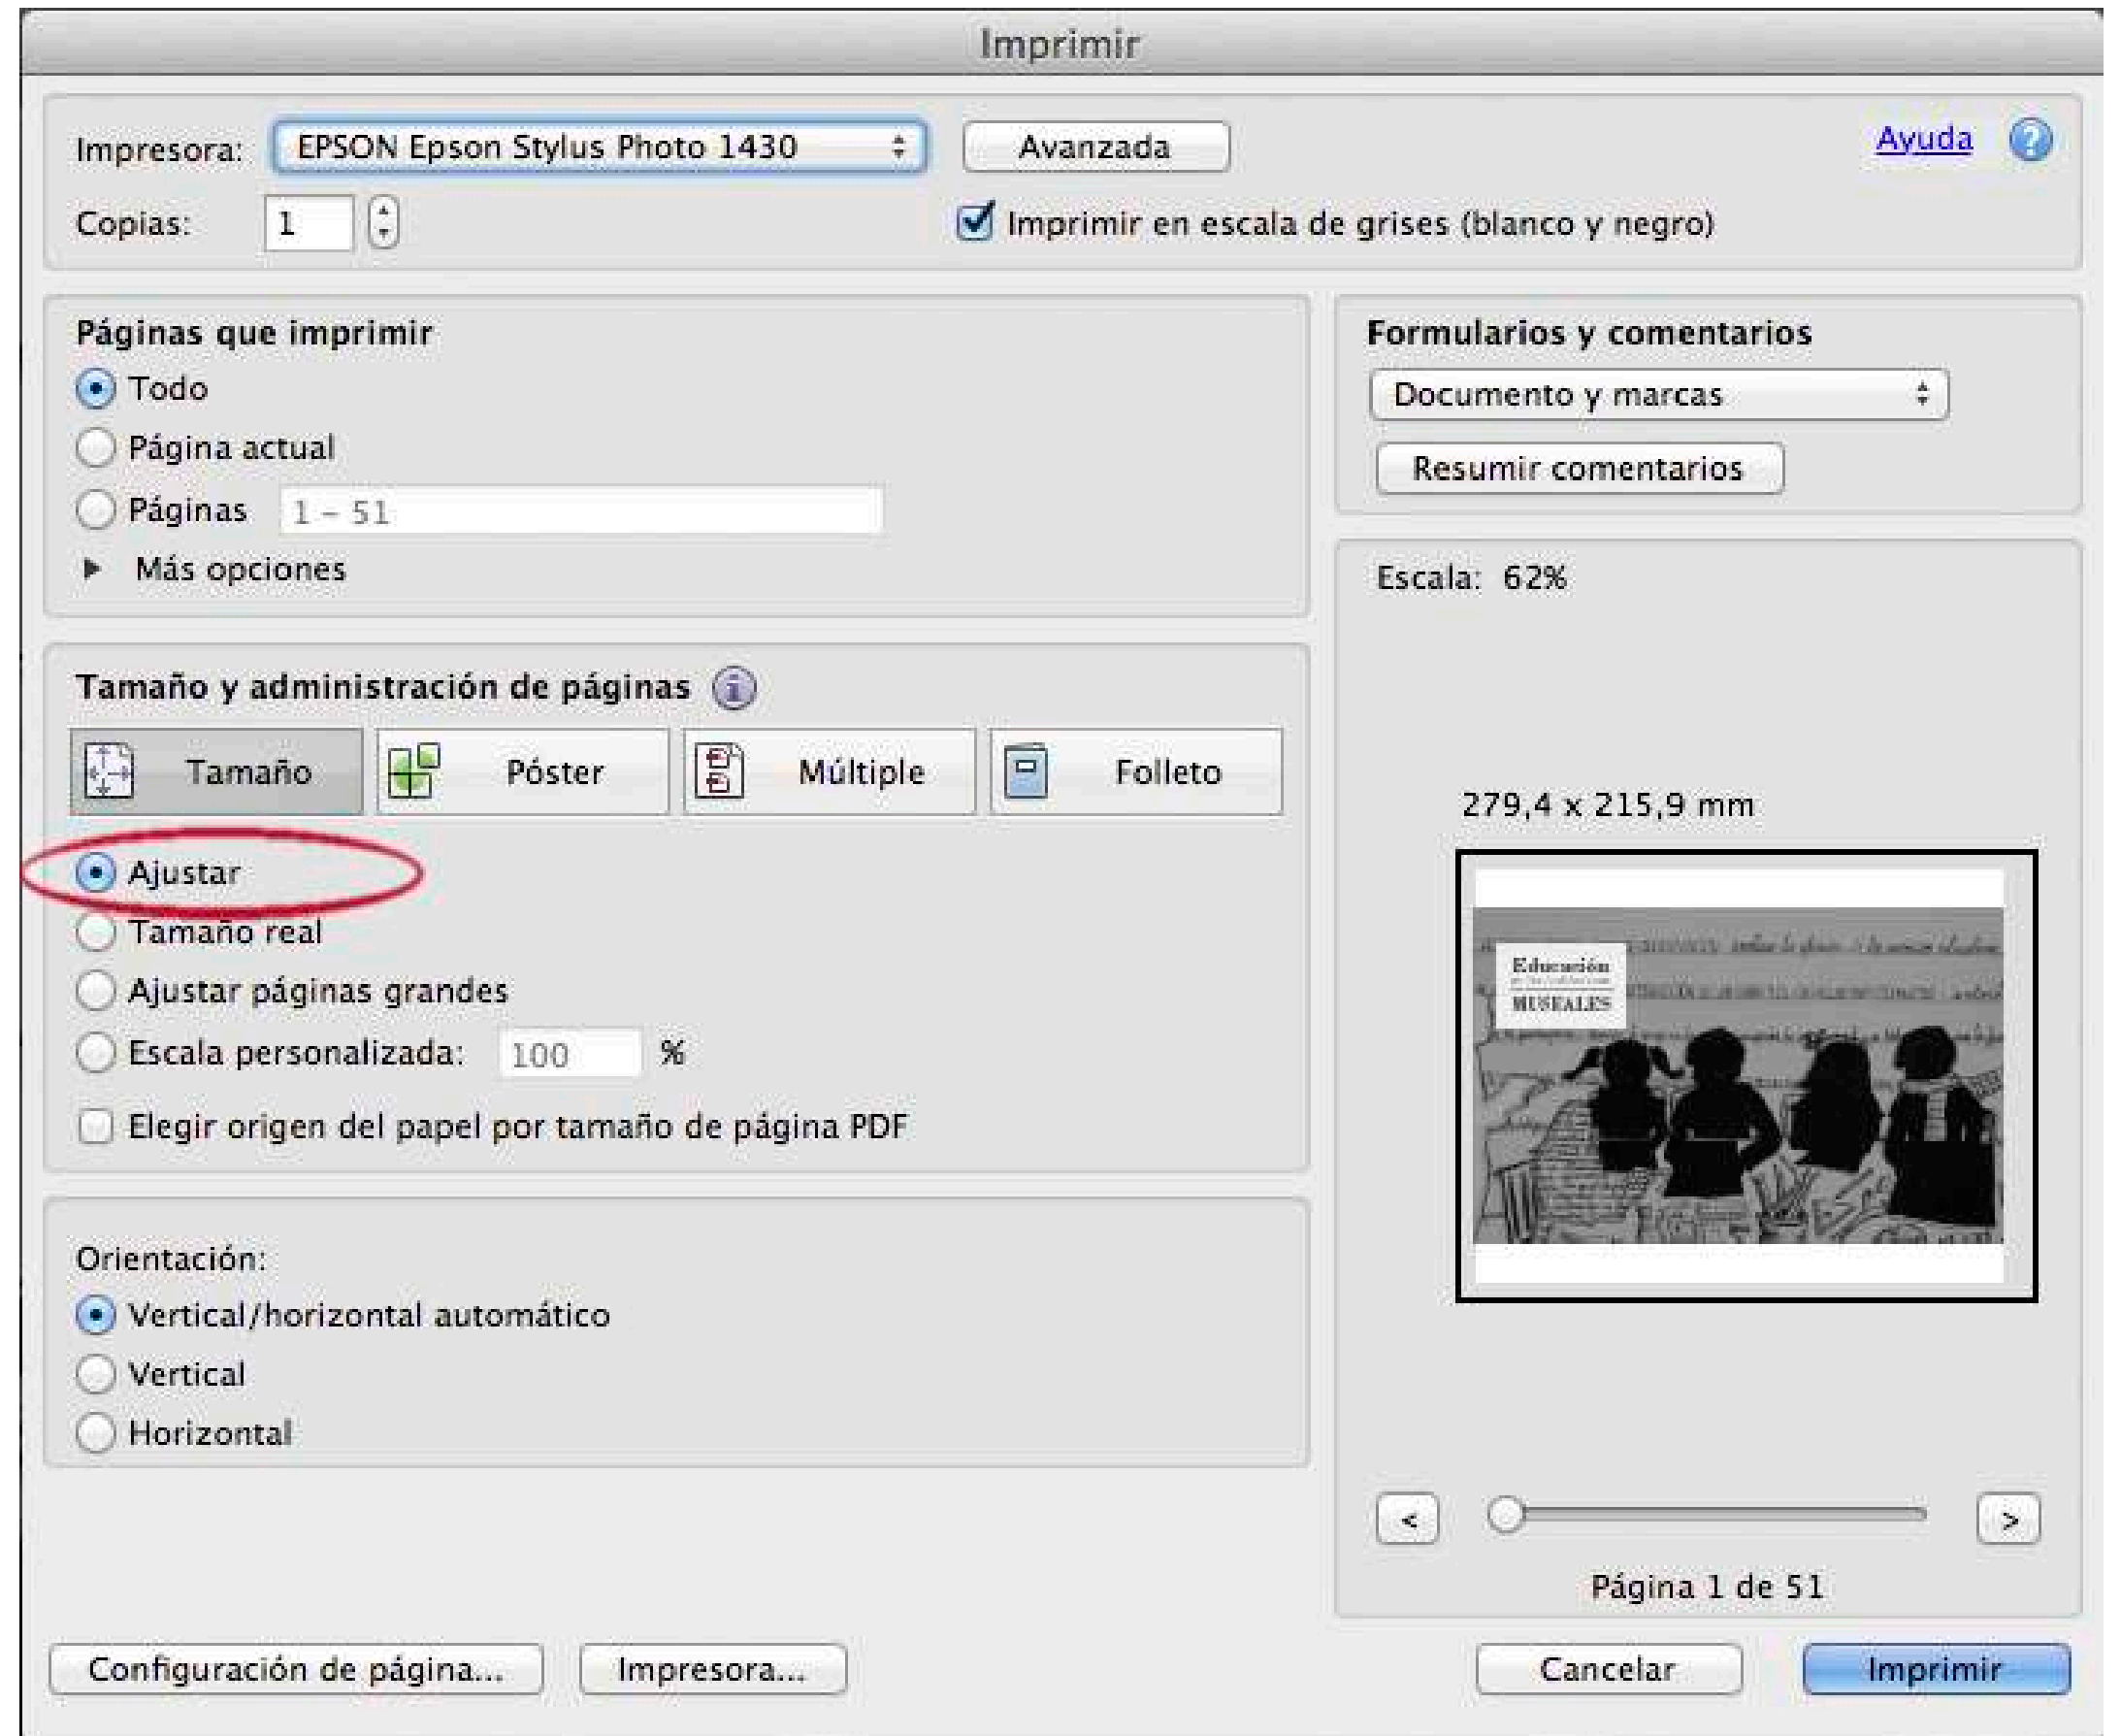 Imprimir
Impresora: EPSON Epson Stylus Photo 1430 Avanzada Ayuda ?
Copias: 1 Imprimir en escala de grises (blanco y negro)
Páginas que imprimir
Todo
Página actual
Páginas 1 - 51
Más opciones
Formularios y comentarios
Documento y marcas
Resumir comentarios
Tamaño y administración de páginas i
Tamaño Póster Múltiple Folleto
Ajustar
Tamaño real
Ajustar páginas grandes
Escala personalizada: 100 %
Elegir origen del papel por tamaño de página PDF
Orientación:
Vertical/horizontal automático
Vertical
Horizontal
Escala: 62%
279,4 x 215,9 mm
Educación
MUSEALES
< >
Página 1 de 51
Configuración de página... Impresora... Cancelar Imprimir